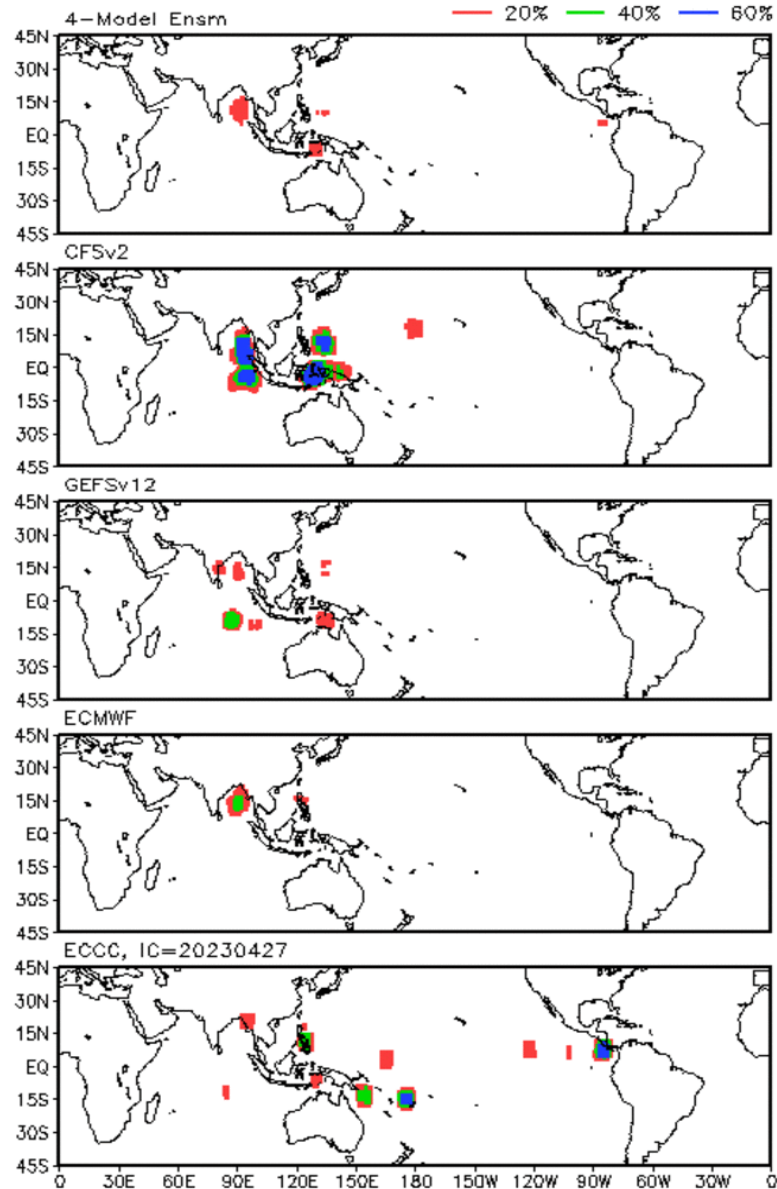 4-Model Ensm 20% 40% 60%
45N
30N
15N
EQ
15S
30S
45S
CFSv2
45N
30N
15N
EQ
15S
30S
45S
GEFSv12
45N
30N
15N
EQ
15S
30S
45S
ECMWF
45N
30N
15N
EQ
15S
30S
45S
ECCC, IC=20230427
45N
30N
15N
EQ
15S
30S
45S
0 30E 60E 90E 120E 150E 180 150W 120W 90W 60W 30W 0